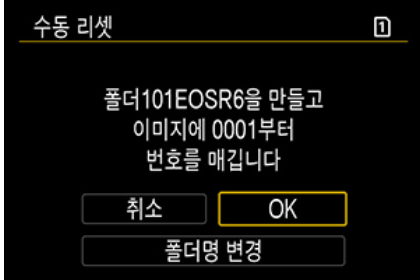 수동 리셋 1
폴더101EOSR6을 만들고
이미지에 0001부터
번호를 매깁니다
취소 OK
폴더명 변경